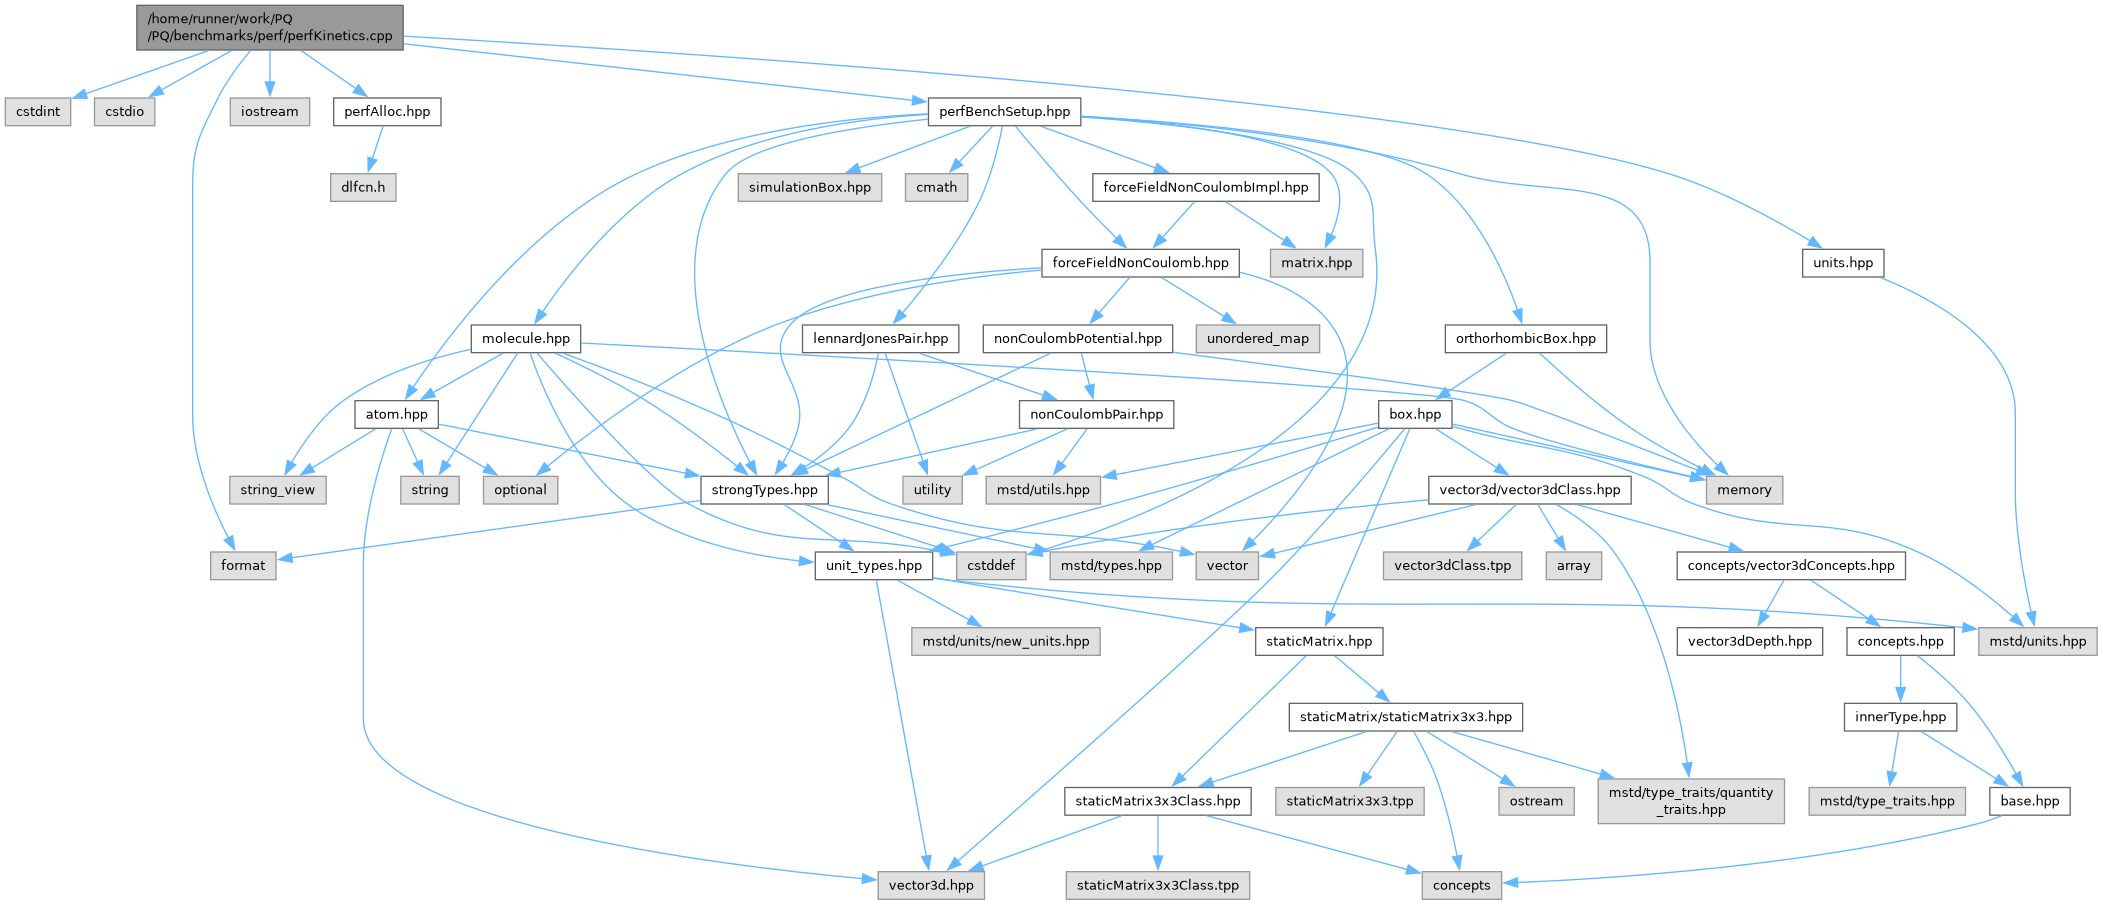 /home/runner/work/PQ
/PQ/benchmarks/perf/perfKinetics.cpp
cstdint
cstdio
iostream
perfAlloc.hpp
perfBenchSetup.hpp
dlfcn.h
simulationBox.hpp
cmath
forceFieldNonCoulombImpl.hpp
forceFieldNonCoulomb.hpp
matrix.hpp
units.hpp
molecule.hpp
lennardJonesPair.hpp
nonCoulombPotential.hpp
unordered_map
orthorhombicBox.hpp
atom.hpp
nonCoulombPair.hpp
box.hpp
string_view
string
optional
strongTypes.hpp
utility
mstd/utils.hpp
vector3d/vector3dClass.hpp
memory
format
unit_types.hpp
cstddef
mstd/types.hpp
vector
vector3dClass.tpp
array
concepts/vector3dConcepts.hpp
mstd/units/new_units.hpp
staticMatrix.hpp
vector3dDepth.hpp
concepts.hpp
mstd/units.hpp
staticMatrix/staticMatrix3x3.hpp
innerType.hpp
staticMatrix3x3Class.hpp
staticMatrix3x3.tpp
ostream
mstd/type_traits/quantity
_traits.hpp
mstd/type_traits.hpp
base.hpp
vector3d.hpp
staticMatrix3x3Class.tpp
concepts